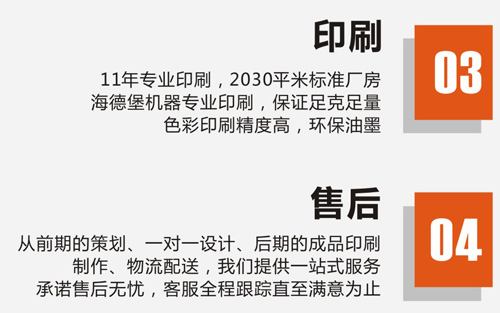 印刷
03
11年专业印刷，2030平米标准厂房
海德堡机器专业印刷，保证足克足量
色彩印刷精度高，环保油墨
售后
04
从前期的策划、一对一设计、后期的成品印刷
制作、物流配送，我们提供一站式服务
承诺售后无忧，客服全程跟踪直至满意为止